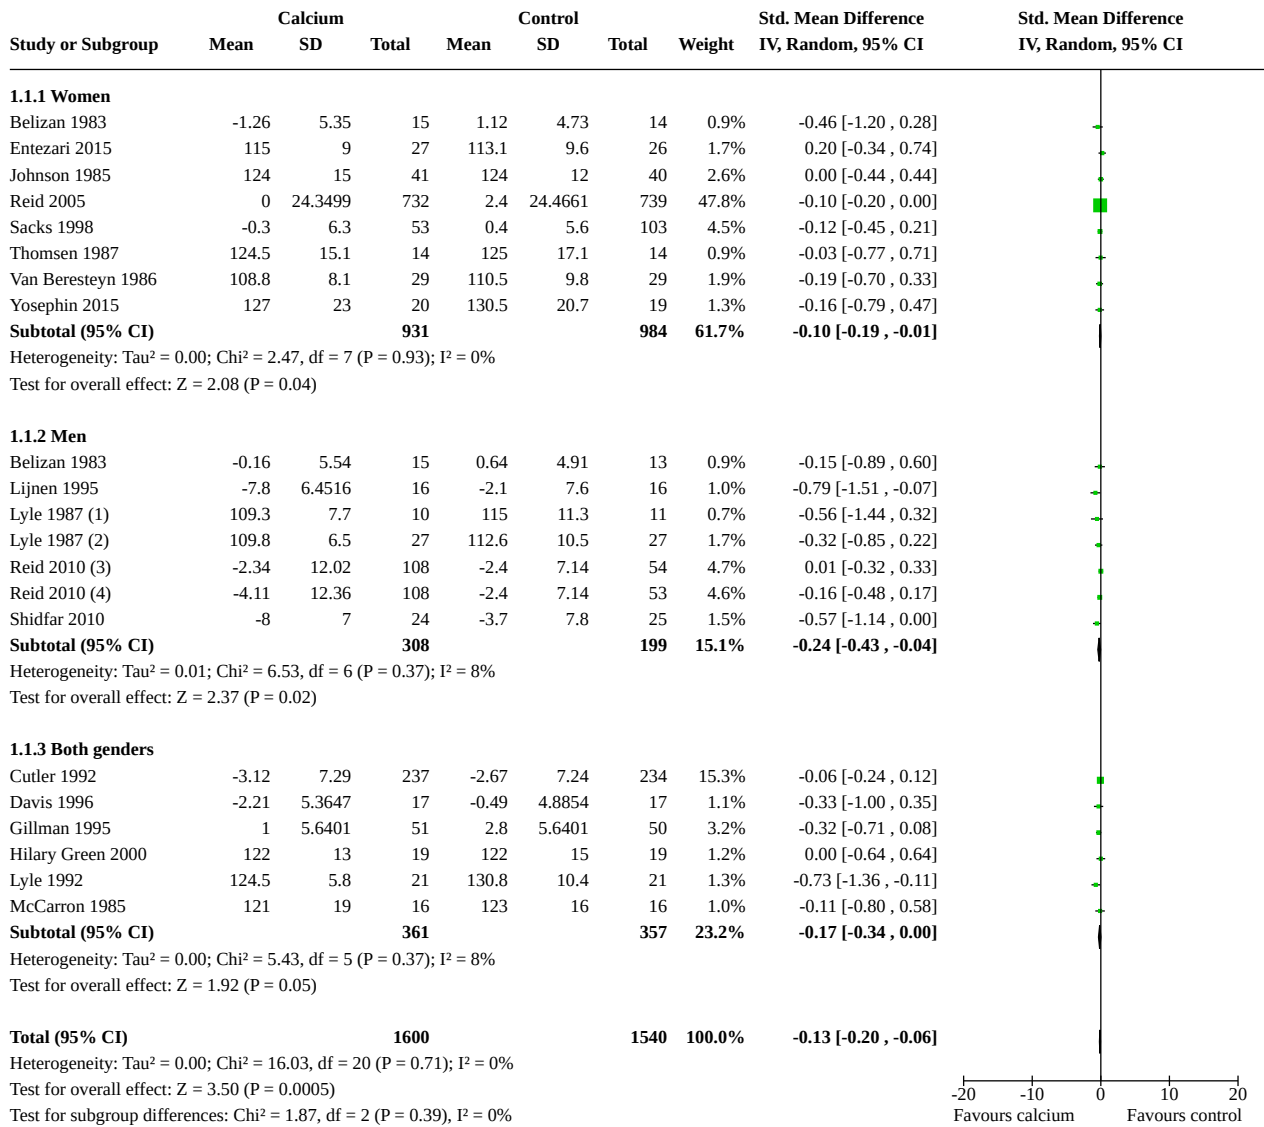 Calcium Control Std. Mean Difference Std. Mean Difference
Study or Subgroup Mean SD Total Mean SD Total Weight IV, Random, 95% CI IV, Random, 95% CI
1.1.1 Women
Belizan 1983 -1.26 5.35 15 1.12 4.73 14 0.9% -0.46 [-1.20 , 0.28]
Entezari 2015 115 9 27 113.1 9.6 26 1.7% 0.20 [-0.34 , 0.74]
Johnson 1985 124 15 41 124 12 40 2.6% 0.00 [-0.44 , 0.44]
Reid 2005 0 24.3499 732 2.4 24.4661 739 47.8% -0.10 [-0.20 , 0.00]
Sacks 1998 -0.3 6.3 53 0.4 5.6 103 4.5% -0.12 [-0.45 , 0.21]
Thomsen 1987 124.5 15.1 14 125 17.1 14 0.9% -0.03 [-0.77 , 0.71]
Van Beresteyn 1986 108.8 8.1 29 110.5 9.8 29 1.9% -0.19 [-0.70 , 0.33]
Yosephin 2015 127 23 20 130.5 20.7 19 1.3% -0.16 [-0.79 , 0.47]
Subtotal (95% CI) 931 984 61.7% -0.10 [-0.19 , -0.01]
Heterogeneity: Tau² = 0.00; Chi² = 2.47, df = 7 (P = 0.93); I² = 0%
Test for overall effect: Z = 2.08 (P = 0.04)
1.1.2 Men
Belizan 1983 -0.16 5.54 15 0.64 4.91 13 0.9% -0.15 [-0.89 , 0.60]
Lijnen 1995 -7.8 6.4516 16 -2.1 7.6 16 1.0% -0.79 [-1.51 , -0.07]
Lyle 1987 (1) 109.3 7.7 10 115 11.3 11 0.7% -0.56 [-1.44 , 0.32]
Lyle 1987 (2) 109.8 6.5 27 112.6 10.5 27 1.7% -0.32 [-0.85 , 0.22]
Reid 2010 (3) -2.34 12.02 108 -2.4 7.14 54 4.7% 0.01 [-0.32 , 0.33]
Reid 2010 (4) -4.11 12.36 108 -2.4 7.14 53 4.6% -0.16 [-0.48 , 0.17]
Shidfar 2010 -8 7 24 -3.7 7.8 25 1.5% -0.57 [-1.14 , 0.00]
Subtotal (95% CI) 308 199 15.1% -0.24 [-0.43 , -0.04]
Heterogeneity: Tau² = 0.01; Chi² = 6.53, df = 6 (P = 0.37); I² = 8%
Test for overall effect: Z = 2.37 (P = 0.02)
1.1.3 Both genders
Cutler 1992 -3.12 7.29 237 -2.67 7.24 234 15.3% -0.06 [-0.24 , 0.12]
Davis 1996 -2.21 5.3647 17 -0.49 4.8854 17 1.1% -0.33 [-1.00 , 0.35]
Gillman 1995 1 5.6401 51 2.8 5.6401 50 3.2% -0.32 [-0.71 , 0.08]
Hilary Green 2000 122 13 19 122 15 19 1.2% 0.00 [-0.64 , 0.64]
Lyle 1992 124.5 5.8 21 130.8 10.4 21 1.3% -0.73 [-1.36 , -0.11]
McCarron 1985 121 19 16 123 16 16 1.0% -0.11 [-0.80 , 0.58]
Subtotal (95% CI) 361 357 23.2% -0.17 [-0.34 , 0.00]
Heterogeneity: Tau² = 0.00; Chi² = 5.43, df = 5 (P = 0.37); I² = 8%
Test for overall effect: Z = 1.92 (P = 0.05)
Total (95% CI) 1600 1540 100.0% -0.13 [-0.20 , -0.06]
Heterogeneity: Tau² = 0.00; Chi² = 16.03, df = 20 (P = 0.71); I² = 0%
Test for overall effect: Z = 3.50 (P = 0.0005)
-20 -10 0 10 20
Test for subgroup differences: Chi² = 1.87, df = 2 (P = 0.39), I² = 0%
Favours calcium Favours control